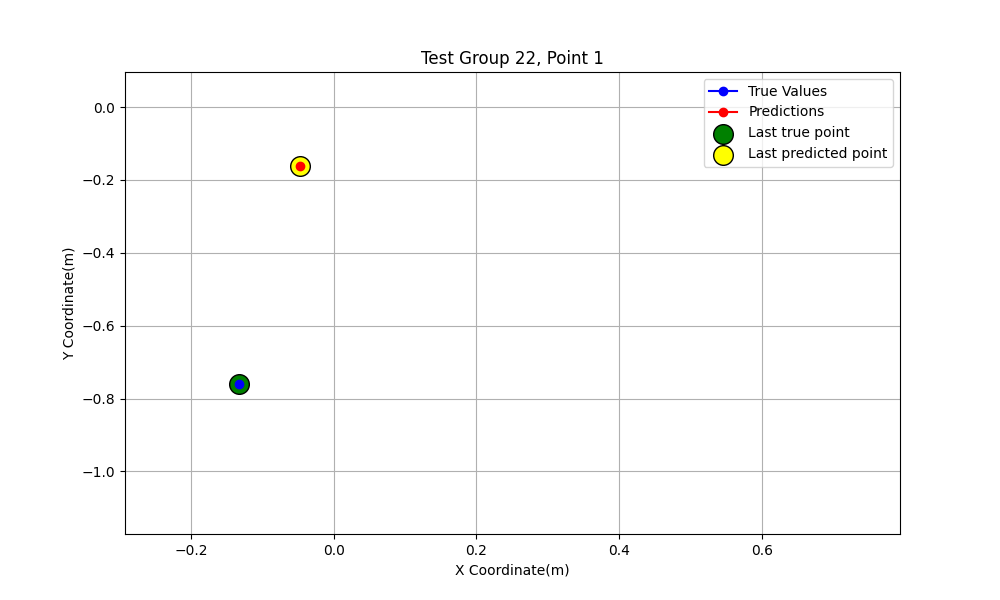 Test Group 22, Point 1
True Values
Predictions
Last true point
Last predicted point
Y Coordinate(m)
0.0
−0.2
−0.4
−0.6
−0.8
−1.0
−0.2 0.0 0.2 0.4 0.6
X Coordinate(m)